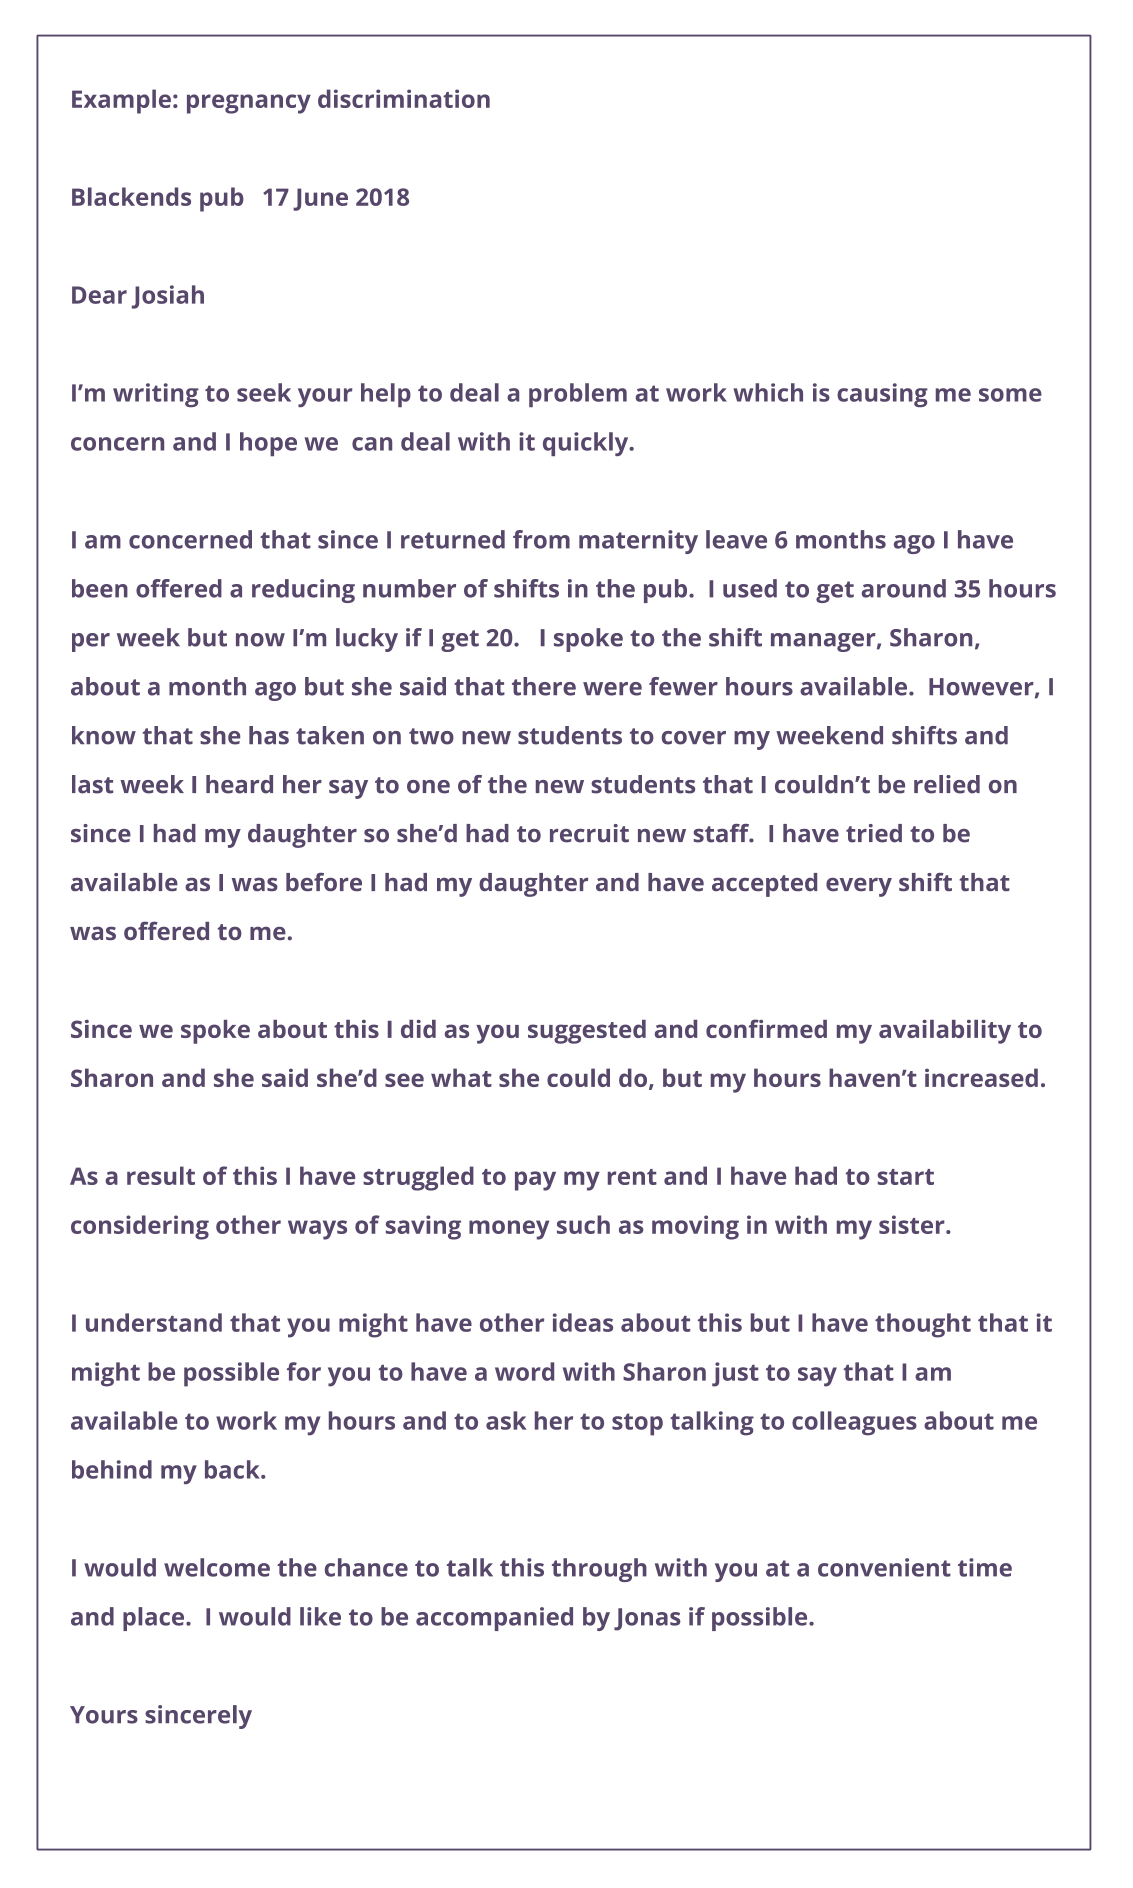 Example: pregnancy discrimination
Blackends pub   17 June 2018
Dear Josiah
I’m writing to seek your help to deal a problem at work which is causing me some
concern and I hope we  can deal with it quickly.
I am concerned that since I returned from maternity leave 6 months ago I have
been offered a reducing number of shifts in the pub.  I used to get around 35 hours
per week but now I’m lucky if I get 20.   I spoke to the shift manager, Sharon,
about a month ago but she said that there were fewer hours available.  However, I
know that she has taken on two new students to cover my weekend shifts and
last week I heard her say to one of the new students that I couldn’t be relied on
since I had my daughter so she’d had to recruit new staff.  I have tried to be
available as I was before I had my daughter and have accepted every shift that
was offered to me.
Since we spoke about this I did as you suggested and confirmed my availability to
Sharon and she said she’d see what she could do, but my hours haven’t increased.
As a result of this I have struggled to pay my rent and I have had to start
considering other ways of saving money such as moving in with my sister.
I understand that you might have other ideas about this but I have thought that it
might be possible for you to have a word with Sharon just to say that I am
available to work my hours and to ask her to stop talking to colleagues about me
behind my back.
I would welcome the chance to talk this through with you at a convenient time
and place.  I would like to be accompanied by Jonas if possible.
Yours sincerely